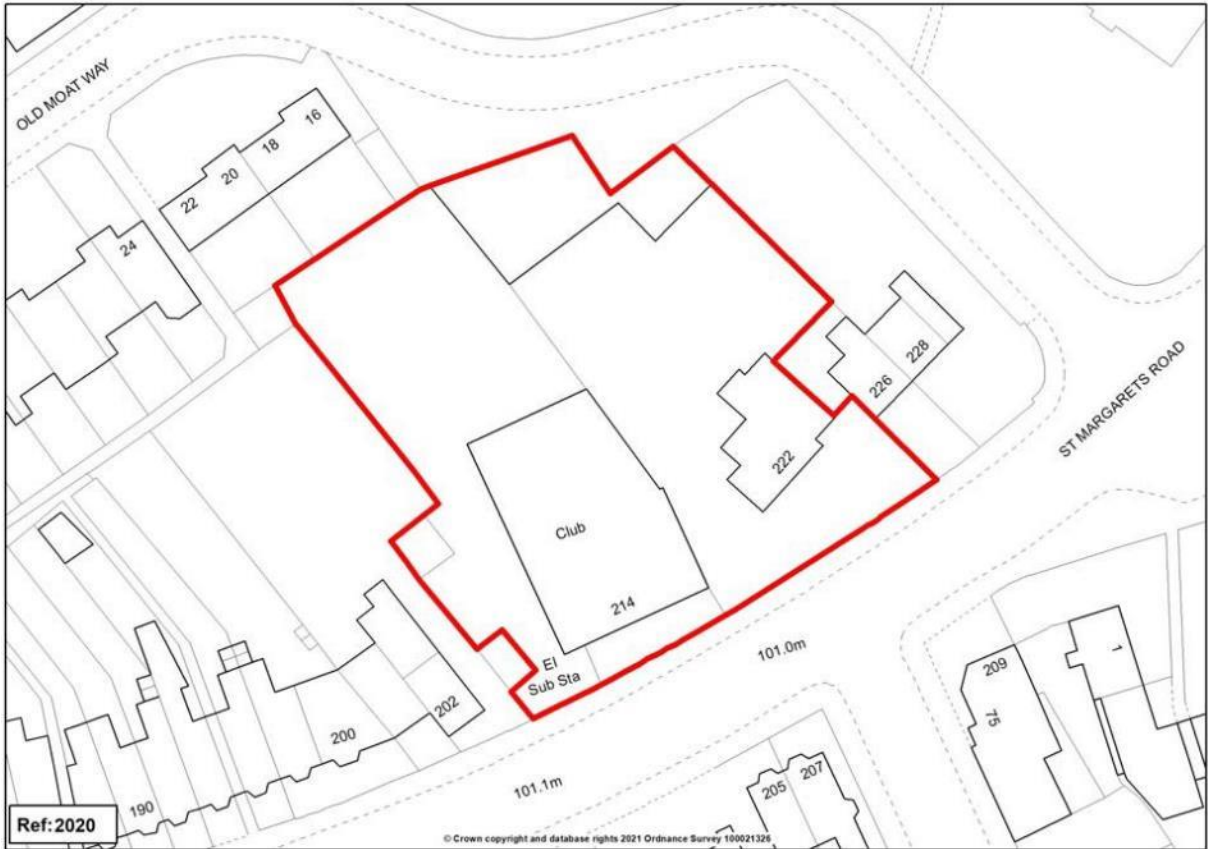 OLD MOAT WAY
16
18
20
22
24
228
226
222
ST MARGARETS ROAD
Club
214
El
Sub Sta
101.0m
202
200
190
101.1m
209
75
1
207
205
Ref:2020
© Crown copyright and database rights 2021 Ordnance Survey 100021326